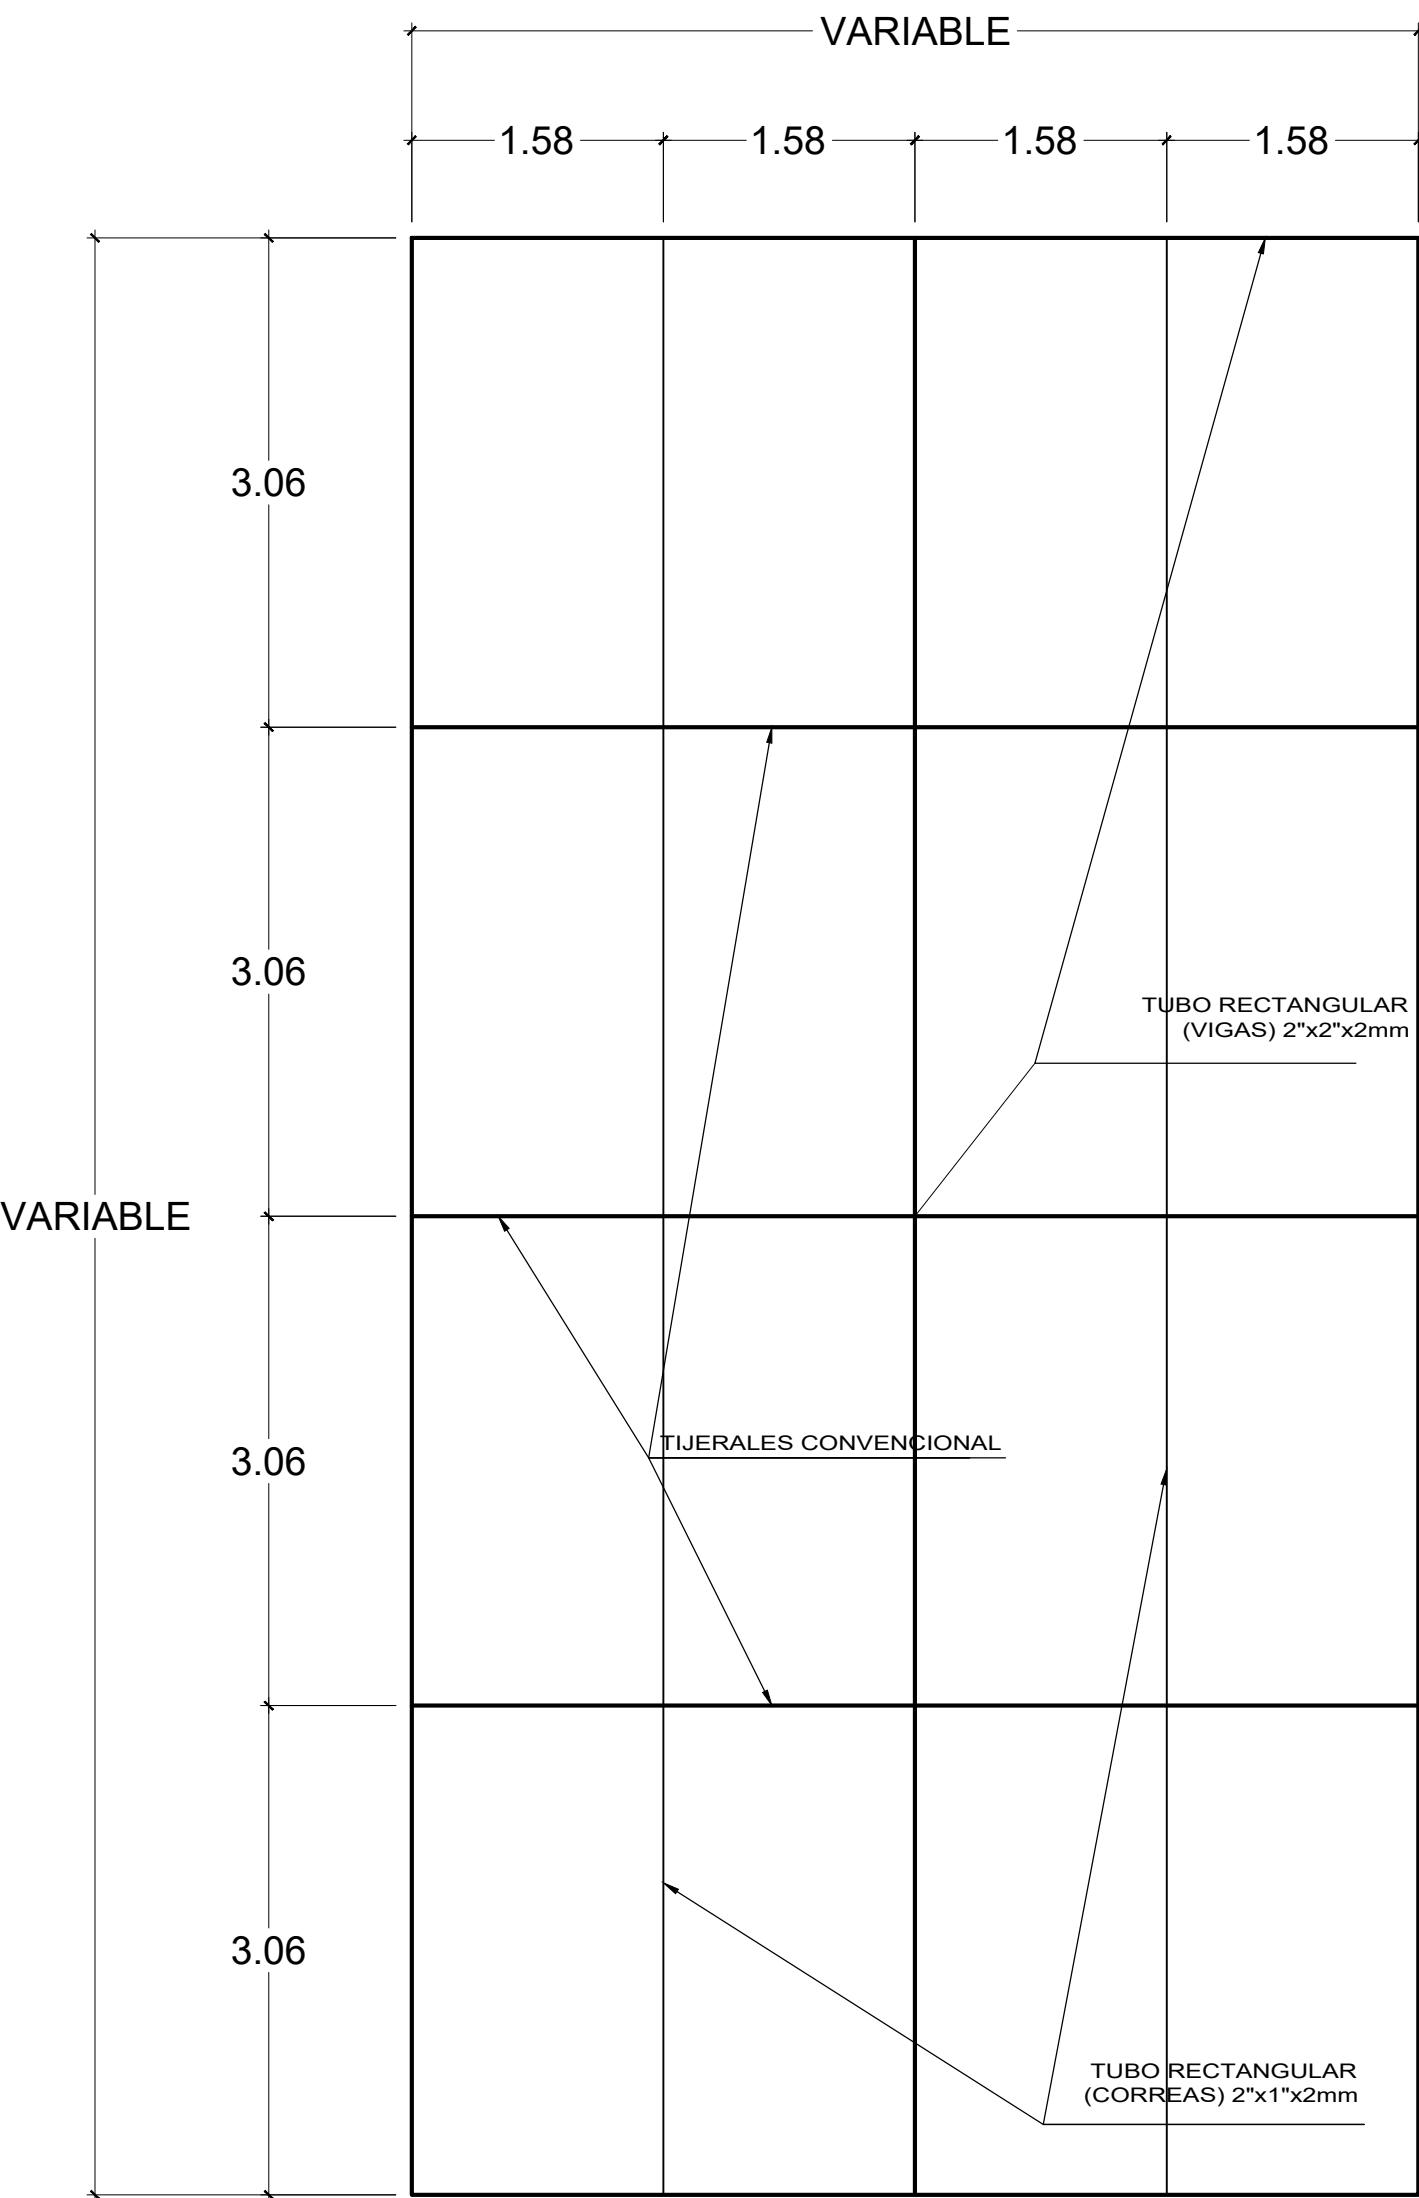 VARIABLE
1.58
1.58
1.58
1.58
3.06
3.06
TUBO RECTANGULAR
(VIGAS) 2"x2"x2mm
VARIABLE
TIJERALES CONVENCIONAL
3.06
3.06
TUBO RECTANGULAR
(CORREAS) 2"x1"x2mm